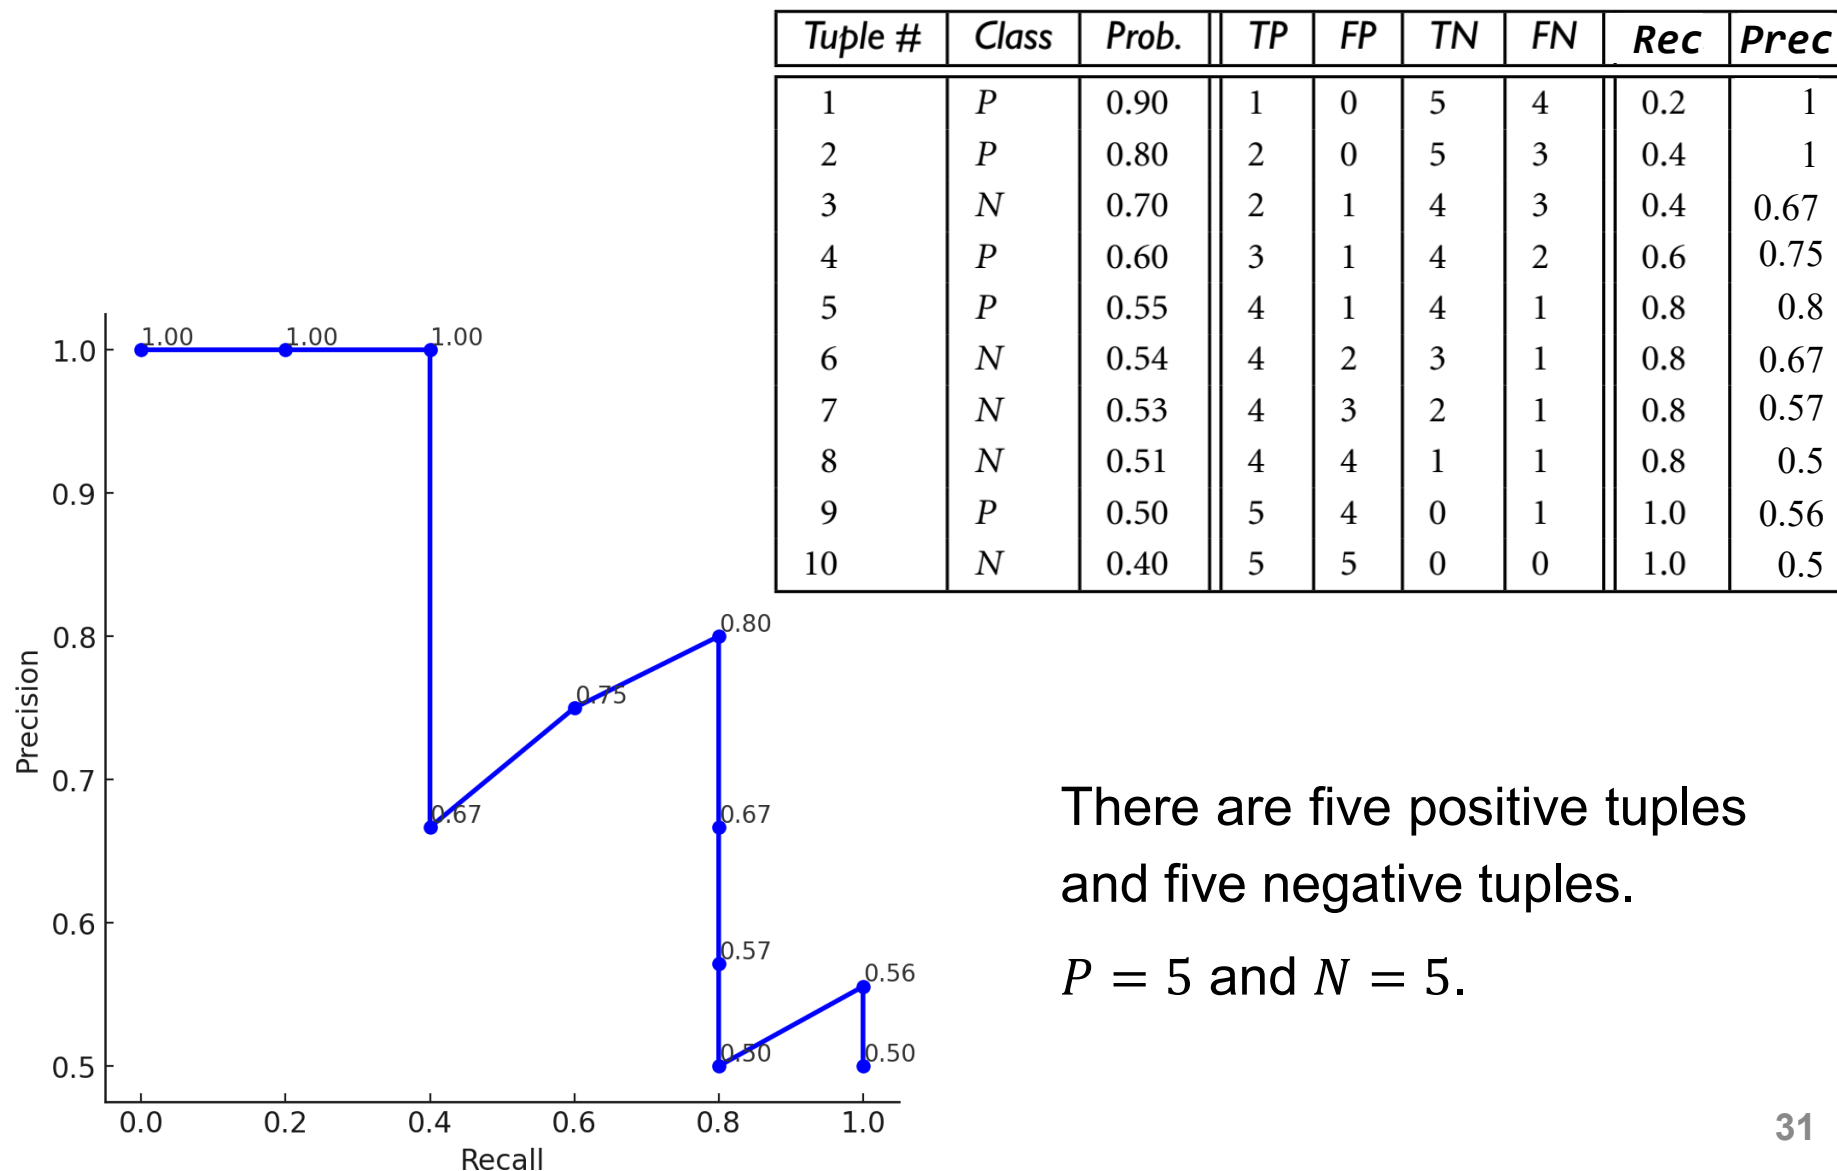 Tuple # Class Prob. TP FP TN FN Rec Prec
1 P 0.90 1 0 5 4 0.2 1
2 P 0.80 2 0 5 3 0.4 1
3 N 0.70 2 1 4 3 0.4 0.67
4 P 0.60 3 1 4 2 0.6 0.75
5 P 0.55 4 1 4 1 0.8 0.8
6 N 0.54 4 2 3 1 0.8 0.67
7 N 0.53 4 3 2 1 0.8 0.57
8 N 0.51 4 4 1 1 0.8 0.5
9 P 0.50 5 4 0 1 1.0 0.56
10 N 0.40 5 5 0 0 1.0 0.5
1.00 1.00 1.00
1.0
0.9
0.80
0.8
0.75
Precision
0.7
0.67 0.67
0.6
0.57
0.56
0.50 0.50
0.5
0.0 0.2 0.4 0.6 0.8 1.0
Recall
There are five positive tuples
and five negative tuples.
P = 5 and N = 5.
31